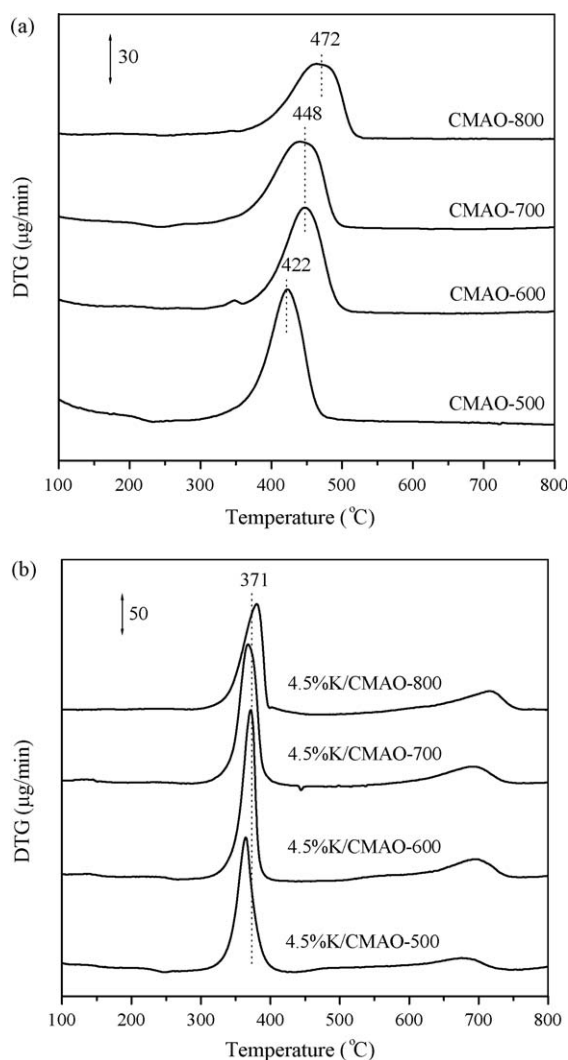 (a)
30
472
CMAO-800
448
CMAO-700
CMAO-600
422
CMAO-500
DTG (μg/min)
100 200 300 400 500 600 700 800
Temperature (℃)
(b)
371
50
4.5%K/CMAO-800
4.5%K/CMAO-700
4.5%K/CMAO-600
4.5%K/CMAO-500
DTG (μg/min)
100 200 300 400 500 600 700 800
Temperature (℃)